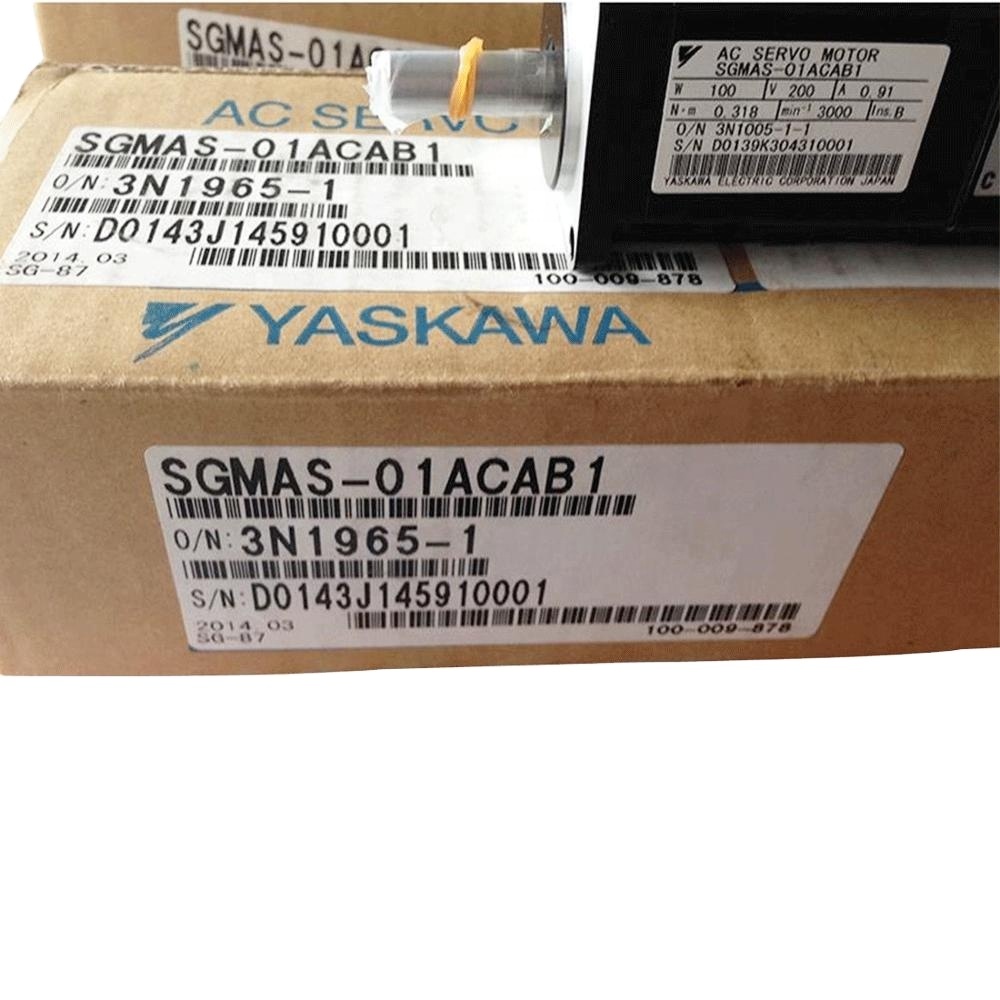 SGMAS-01A
AC SERVO MOTOR
SGMAS-01ACAB1
W 100 V 200 A 0.91
N·m 0.318 min⁻¹ 3000 Ins.B
O/N 3N1005-1-1
S/N D0139K304310001
YASKAWA ELECTRIC CORPORATION JAPAN
C
AC SERVO
SGMAS-01ACAB1
O/N: 3N1965-1
S/N: D0143J145910001
2014.03
SG-87
100-009-878
YASKAWA
SGMAS-01ACAB1
O/N: 3N1965-1
S/N: D0143J145910001
2014.03
SG-87
100-009-878